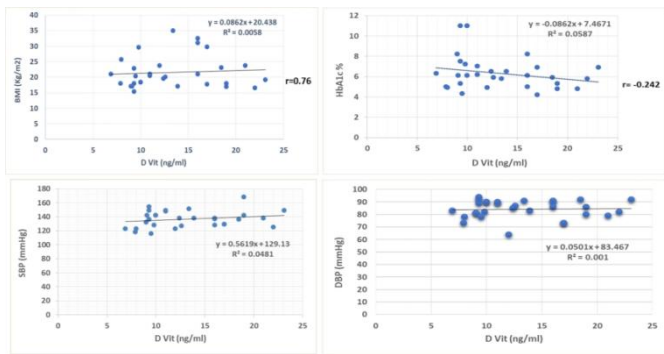 y = 0.0862x + 20.438
R² = 0.0058
BMI (Kg/m2)
40
35
30
25
20
15
10
5
0
0 5 10 15 20 25
D Vit (ng/ml)
r=0.76
y = -0.0862x + 7.4671
R² = 0.0587
HbA1c %
12
10
8
6
4
2
0
0 5 10 15 20 25
D Vit (ng/ml)
r= -0.242
SBP (mmHg)
180
160
140
120
100
80
60
40
20
0
y = 0.5619x + 129.13
R² = 0.0481
0 5 10 15 20 25
D Vit (ng/ml)
DBP (mmHg)
100
90
80
70
60
50
40
30
20
10
0
y = 0.0501x + 83.467
R² = 0.001
0 5 10 15 20 25
D Vit (ng/ml)